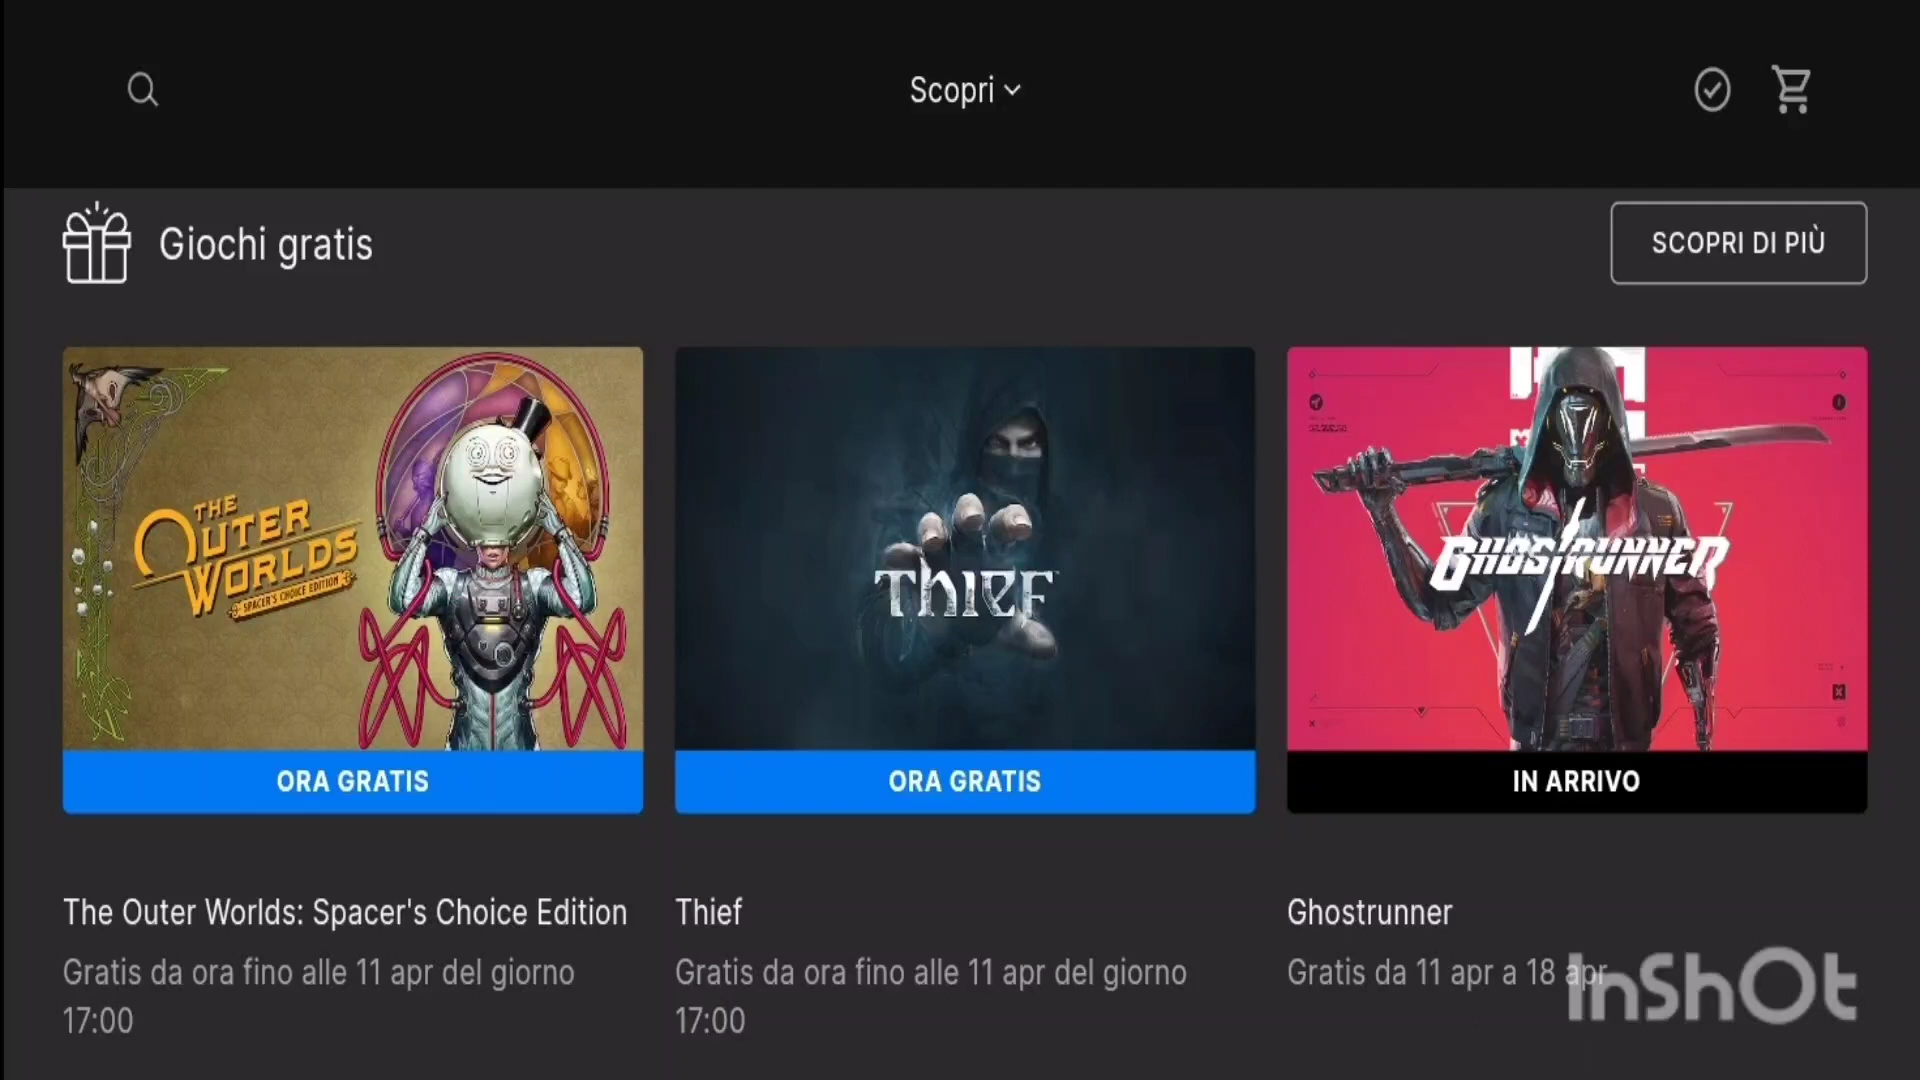 Scopri
Giochi gratis
SCOPRI DI PIÙ
THE
OUTER
WORLDS
SPACER'S CHOICE EDITION
THIEF
GHOSTRUNNER
ORA GRATIS
ORA GRATIS
IN ARRIVO
The Outer Worlds: Spacer's Choice Edition
Gratis da ora fino alle 11 apr del giorno
17:00
Thief
Gratis da ora fino alle 11 apr del giorno
17:00
Ghostrunner
Gratis da 11 apr a 18 apr
InShOt